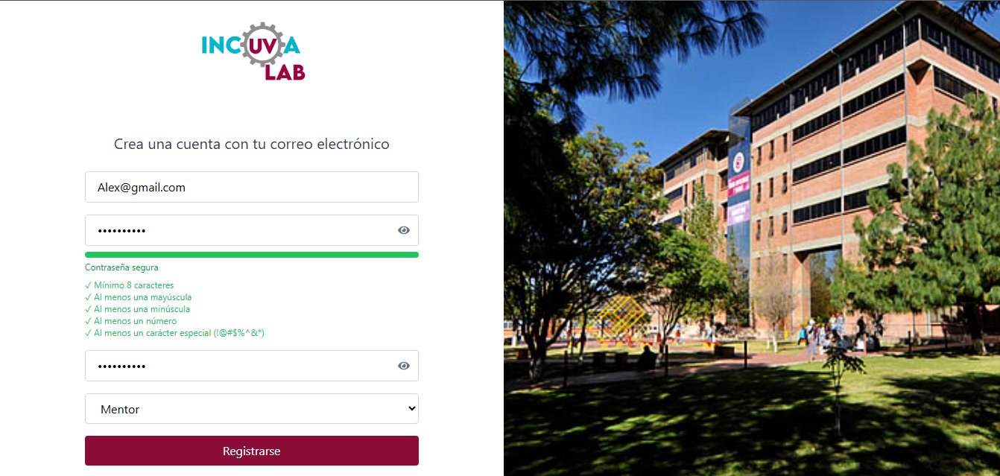 INCUVA
LAB
Crea una cuenta con tu correo electrónico
Alex@gmail.com
••••••••••
Contraseña segura
✓ Mínimo 8 caracteres
✓ Al menos una mayúscula
✓ Al menos una minúscula
✓ Al menos un número
✓ Al menos un carácter especial (!@#$%^&*)
••••••••••
Mentor
Registrarse